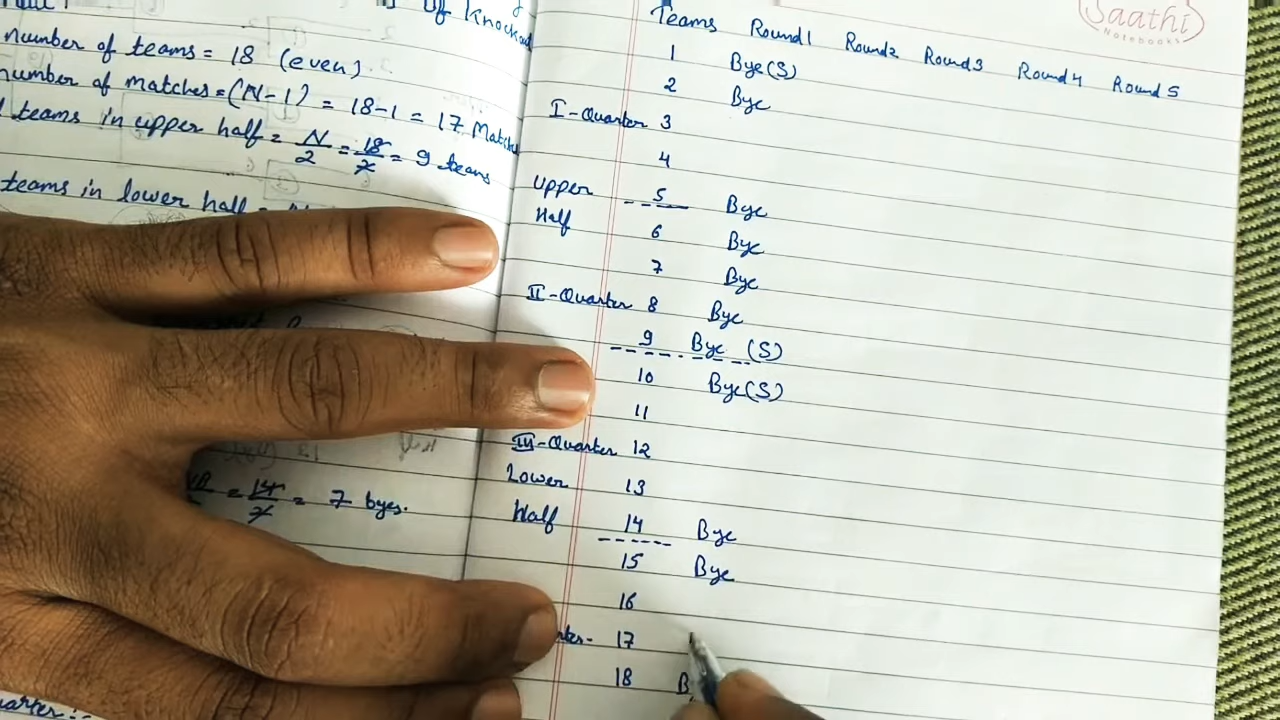 of Knockout
number of teams = 18 (even)
number of matches = (N-1) = 18-1 = 17 Matches
teams in upper half = N/2 = 18/2 = 9 teams
teams in lower half =
= 14/2 = 7 byes.
Saathi
Notebooks
Teams Round1 Round2 Round3 Round4 Round5
1 Bye(S)
2 Bye
I-Quarter 3
4
upper 5 Bye
Half 6 Bye
7 Bye
II-Quarter 8 Bye
9 Bye (S)
10 Bye(S)
11
III-Quarter 12
Lower 13
Half 14 Bye
15 Bye
16
17
18 B